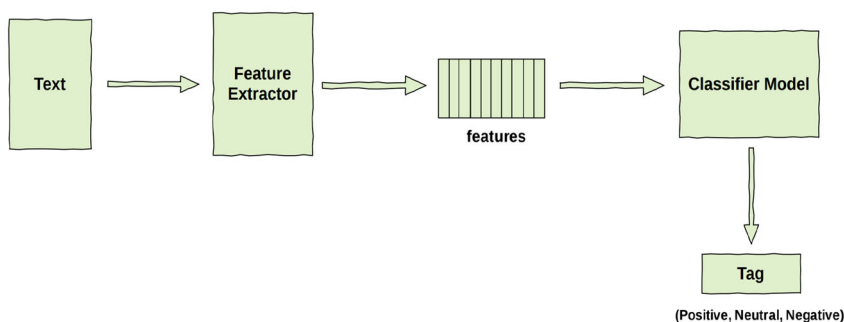 Text
Feature
Extractor
features
Classifier Model
Tag
(Positive, Neutral, Negative)